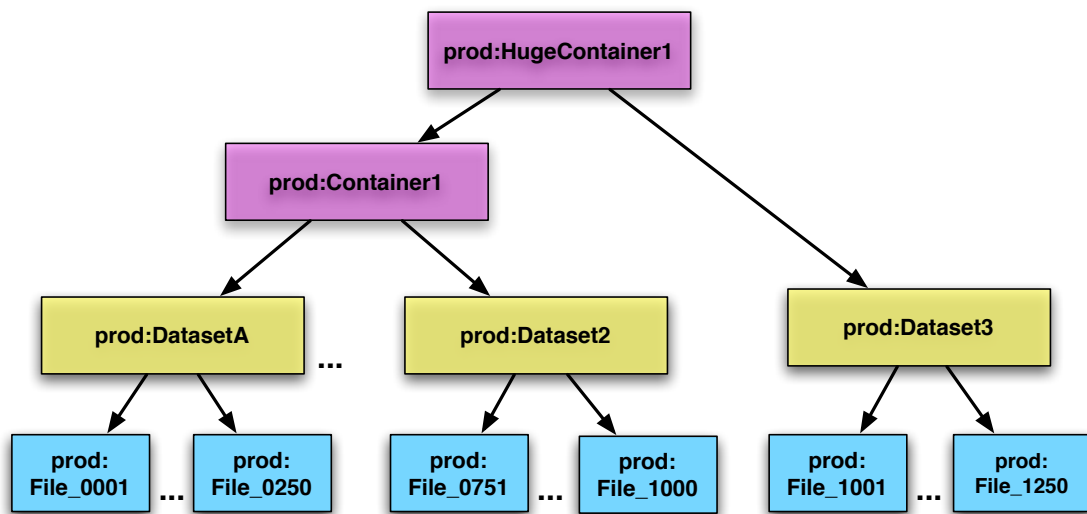 prod:HugeContainer1
prod:Container1
prod:DatasetA
...
prod:Dataset2
prod:Dataset3
prod:
File_0001
...
prod:
File_0250
prod:
File_0751
...
prod:
File_1000
prod:
File_1001
...
prod:
File_1250